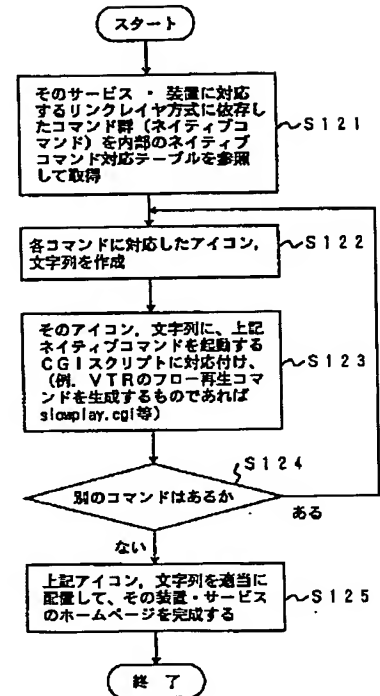 スタート
そのサービス・装置に対応
するリンクレイヤ方式に依存し
たコマンド群（ネイティブコ
マンド）を内部のネイティブ
コマンド対応テーブルを参照
して取得
S121
各コマンドに対応したアイコン，
文字列を作成
S122
そのアイコン，文字列に、上記
ネイティブコマンドを起動する
CGIスクリプトに対応付け、
（例．VTRのフロー再生コマ
ンドを生成するものであれば
slowplay.cgi等）
S123
S124
別のコマンドはあるか
ある
ない
上記アイコン，文字列を適当に
配置して、その装置・サービス
のホームページを完成する
S125
終了